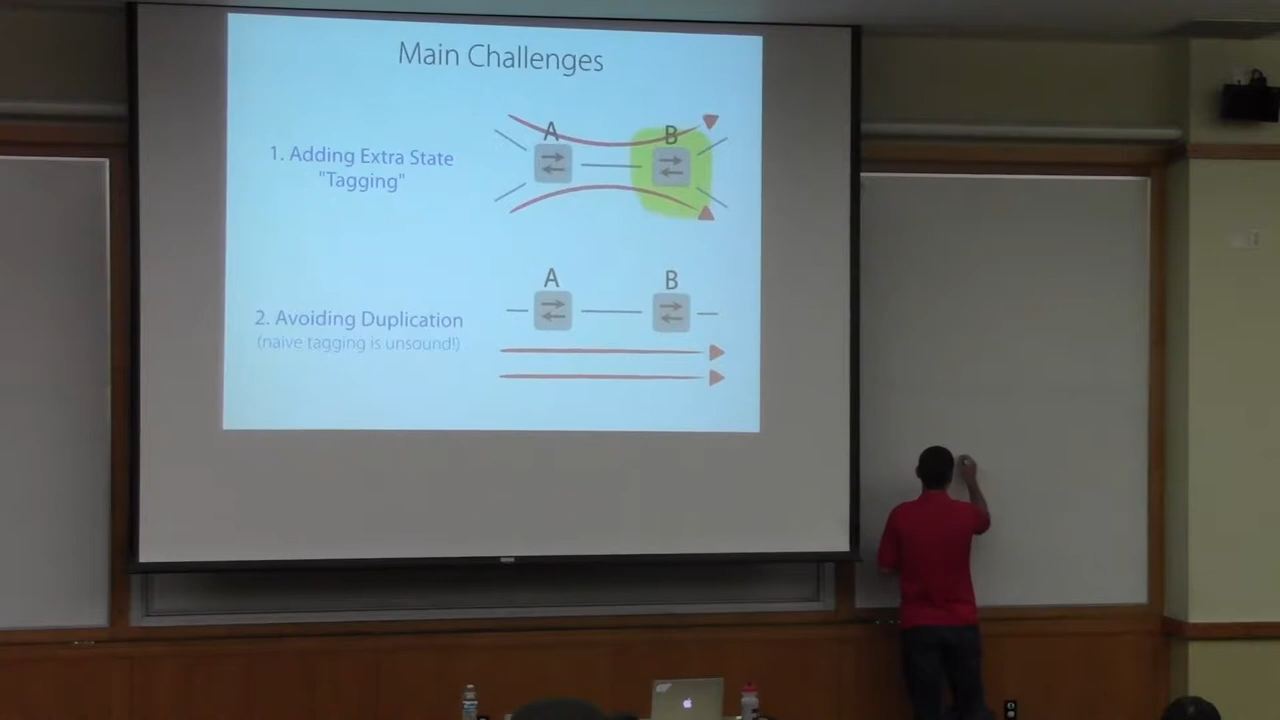 Main Challenges
1. Adding Extra State
"Tagging"
A
B
A
B
2. Avoiding Duplication
(naive tagging is unsound!)